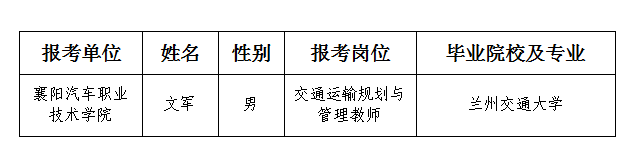 报考单位 姓名 性别 报考岗位 毕业院校及专业
襄阳汽车职业技术学院 文军 男 交通运输规划与管理教师 兰州交通大学